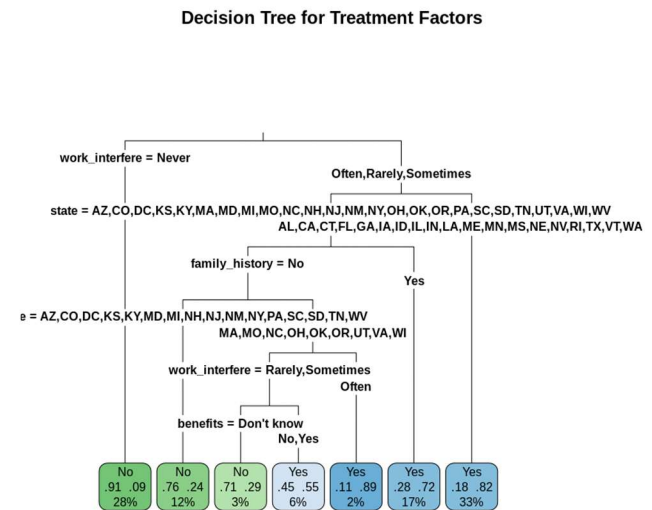 Decision Tree for Treatment Factors
work_interfere = Never
Often,Rarely,Sometimes
state = AZ,CO,DC,KS,KY,MA,MD,MI,MO,NC,NH,NJ,NM,NY,OH,OK,OR,PA,SC,SD,TN,UT,VA,WI,WV
AL,CA,CT,FL,GA,IA,ID,IL,IN,LA,ME,MN,MS,NE,NV,RI,TX,VT,WA
family_history = No
Yes
e = AZ,CO,DC,KS,KY,MD,MI,NH,NJ,NM,NY,PA,SC,SD,TN,WV
MA,MO,NC,OH,OK,OR,UT,VA,WI
work_interfere = Rarely,Sometimes
Often
benefits = Don't know
No,Yes
No No No Yes Yes Yes Yes
.91 .09 .76 .24 .71 .29 .45 .55 .11 .89 .28 .72 .18 .82
28% 12% 3% 6% 2% 17% 33%